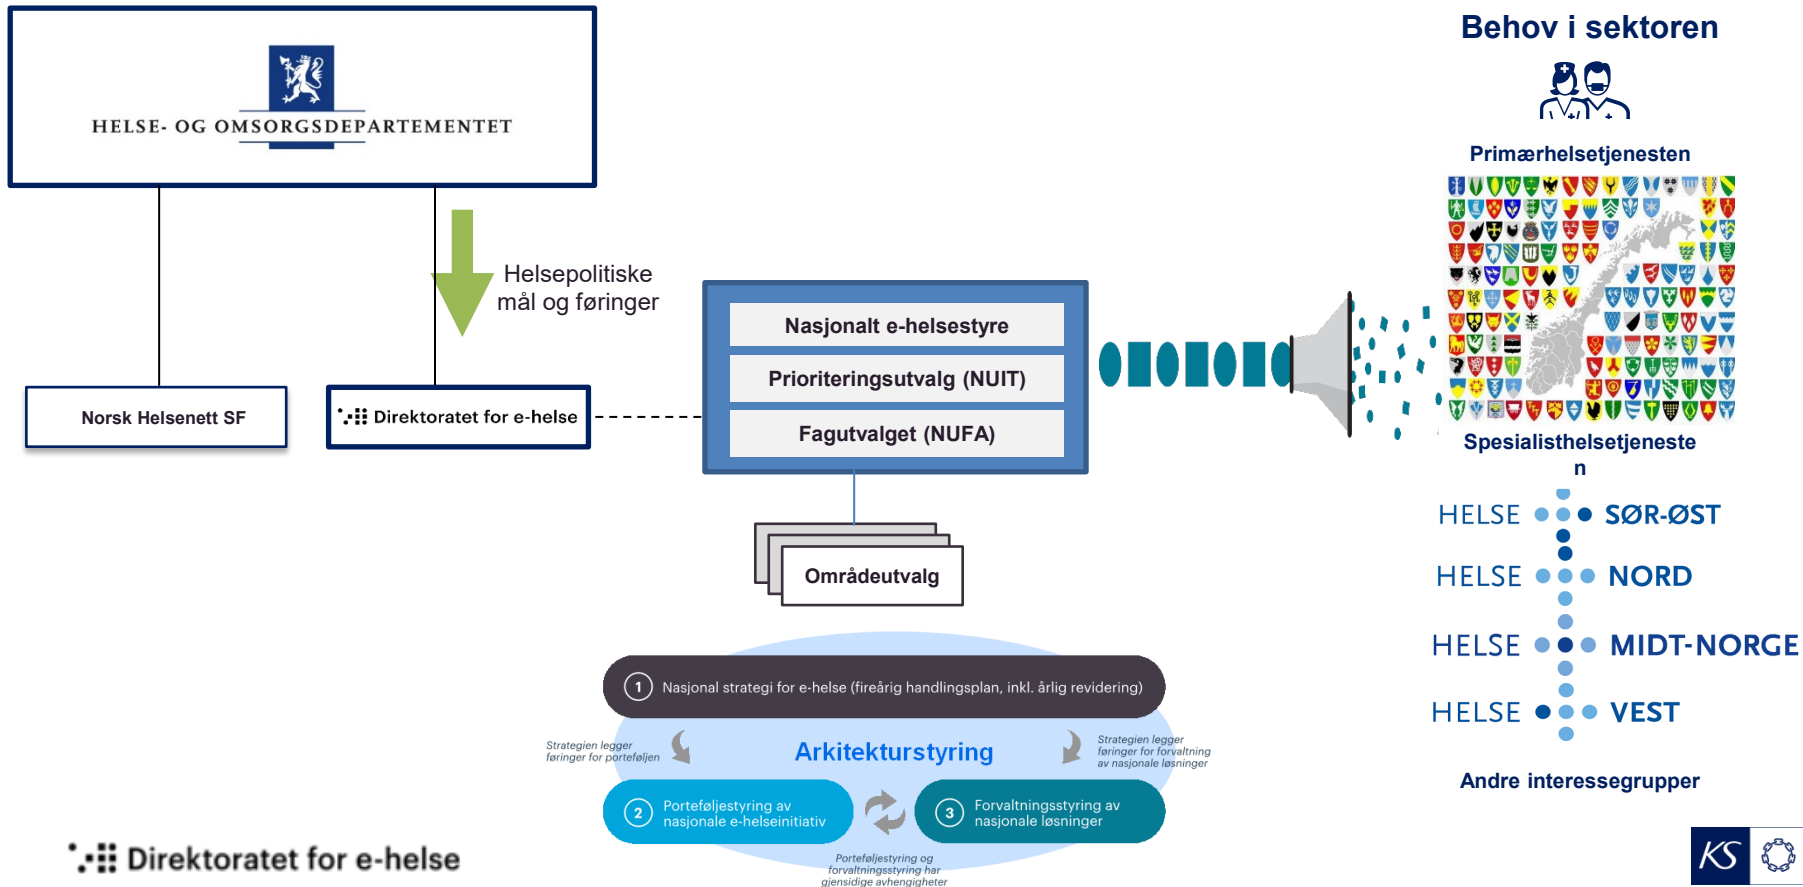 HELSE- OG OMSORGSDEPARTEMENTET
Helsepolitiske
mål og føringer
Norsk Helsenett SF
Direktoratet for e-helse
Nasjonalt e-helsestyre
Prioriteringsutvalg (NUIT)
Fagutvalget (NUFA)
Områdeutvalg
1 Nasjonal strategi for e-helse (fireårig handlingsplan, inkl. årlig revidering)
Strategien legger
føringer for porteføljen
Arkitekturstyring
Strategien legger
føringer for forvaltning
av nasjonale løsninger
2 Porteføljestyring av
nasjonale e-helseinitiativ
3 Forvaltningsstyring av
nasjonale løsninger
Porteføljestyring og
forvaltningsstyring har
gjensidige avhengigheter
Behov i sektoren
Primærhelsetjenesten
Spesialisthelsetjeneste
n
HELSE SØR-ØST
HELSE NORD
HELSE MIDT-NORGE
HELSE VEST
Andre interessegrupper
Direktoratet for e-helse
KS